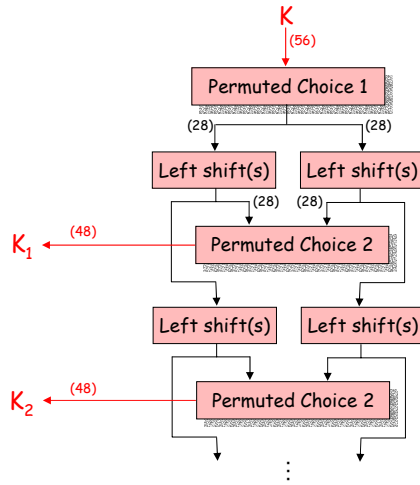 K
(56)
Permuted Choice 1
(28) (28)
Left shift(s) Left shift(s)
(28) (28)
K1 (48) Permuted Choice 2
Left shift(s) Left shift(s)
K2 (48) Permuted Choice 2
⋮